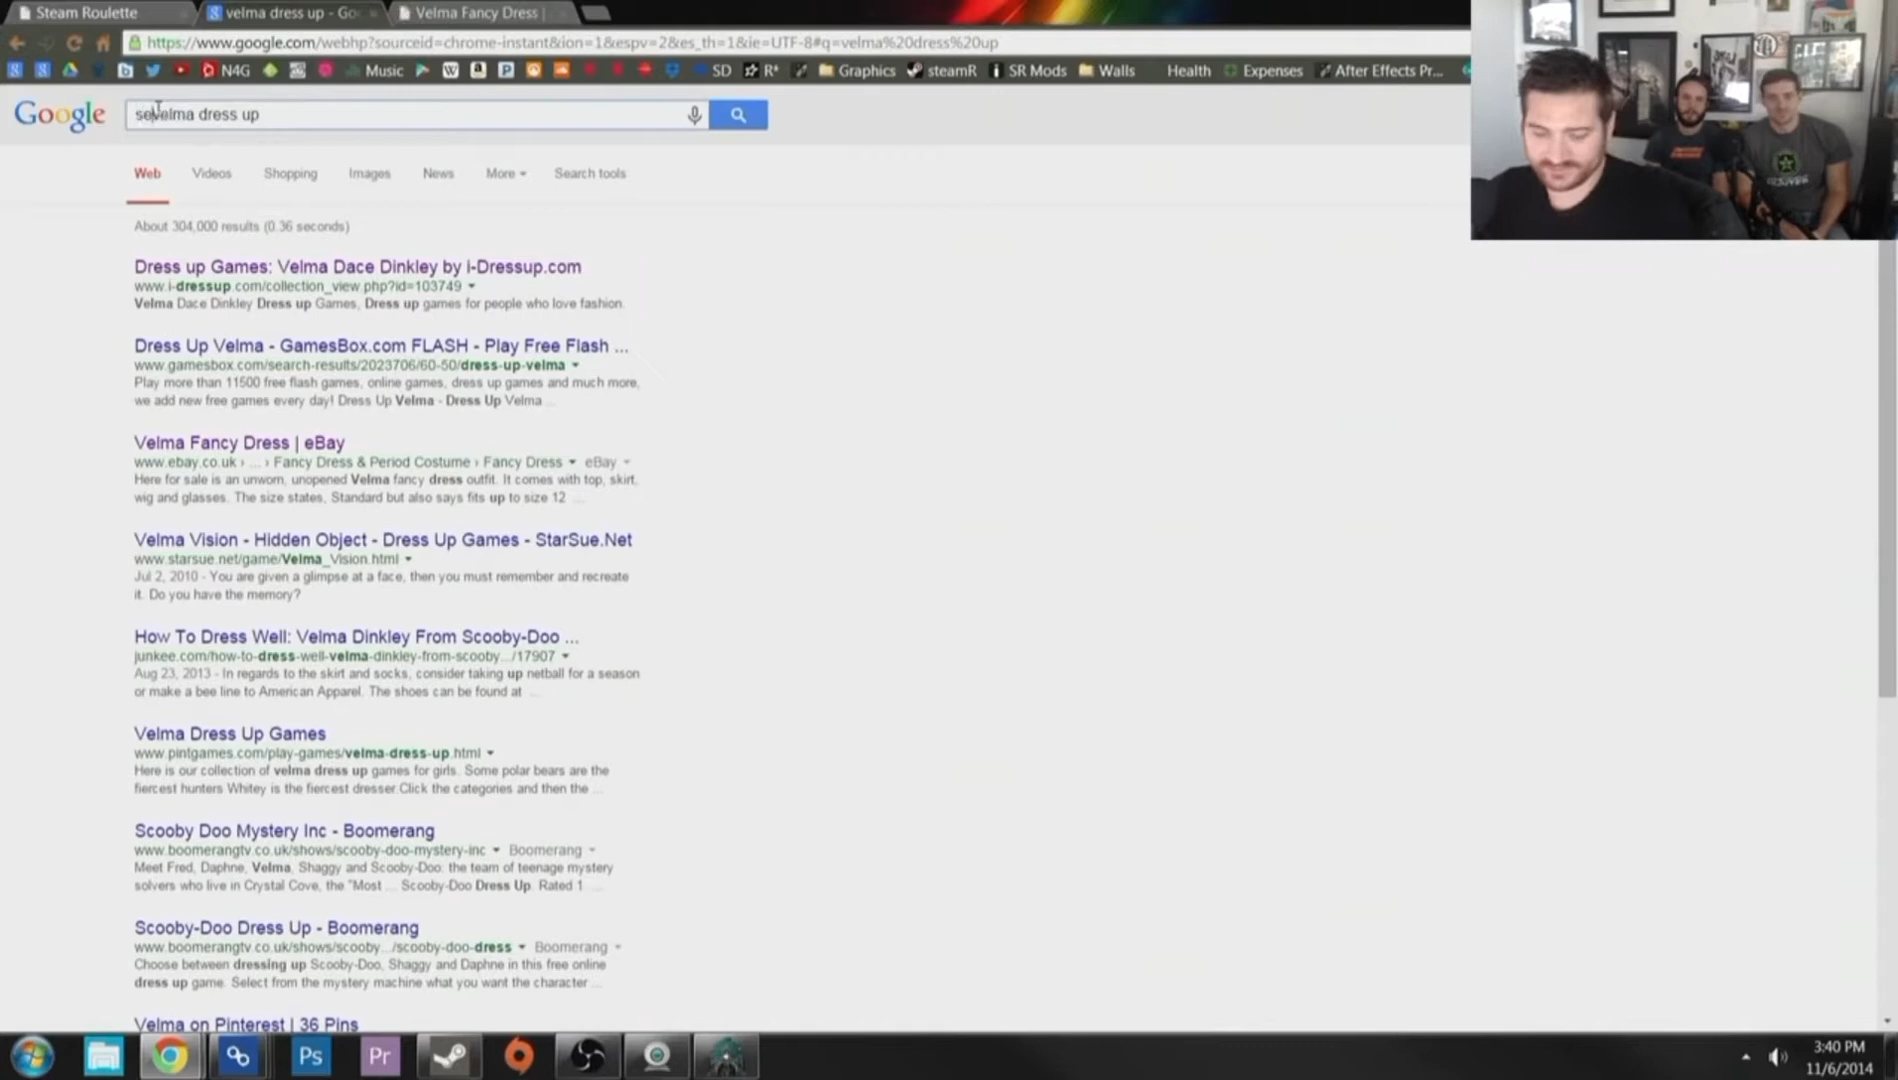 Steam Roulette
velma dress up - Goo
Velma Fancy Dress |
https://www.google.com/webhp?sourceid=chrome-instant&ion=1&espv=2&es_th=1&ie=UTF-8#q=velma%20dress%20up
N4G Music SD R* Graphics steamR SR Mods Walls Health Expenses After Effects Pr...
Google
sevelma dress up
Web Videos Shopping Images News More Search tools
About 304,000 results (0.36 seconds)
Dress up Games: Velma Dace Dinkley by i-Dressup.com
www.i-dressup.com/collection_view.php?id=103749
Velma Dace Dinkley Dress up Games, Dress up games for people who love fashion.
Dress Up Velma - GamesBox.com FLASH - Play Free Flash ...
www.gamesbox.com/search-results/2023706/60-50/dress-up-velma
Play more than 11500 free flash games, online games, dress up games and much more,
we add new free games every day! Dress Up Velma - Dress Up Velma ...
Velma Fancy Dress | eBay
www.ebay.co.uk › ... › Fancy Dress & Period Costume › Fancy Dress eBay
Here for sale is an unworn, unopened Velma fancy dress outfit. It comes with top, skirt,
wig and glasses. The size states, Standard but also says fits up to size 12 ...
Velma Vision - Hidden Object - Dress Up Games - StarSue.Net
www.starsue.net/game/Velma_Vision.html
Jul 2, 2010 - You are given a glimpse at a face, then you must remember and recreate
it. Do you have the memory?
How To Dress Well: Velma Dinkley From Scooby-Doo ...
junkee.com/how-to-dress-well-velma-dinkley-from-scooby.../17907
Aug 23, 2013 - In regards to the skirt and socks, consider taking up netball for a season
or make a bee line to American Apparel. The shoes can be found at ...
Velma Dress Up Games
www.pintgames.com/play-games/velma-dress-up.html
Here is our collection of velma dress up games for girls. Some polar bears are the
fiercest hunters Whitey is the fiercest dresser.Click the categories and then the ...
Scooby Doo Mystery Inc - Boomerang
www.boomerangtv.co.uk/shows/scooby-doo-mystery-inc Boomerang
Meet Fred, Daphne, Velma, Shaggy and Scooby-Doo: the team of teenage mystery
solvers who live in Crystal Cove, the "Most ... Scooby-Doo Dress Up. Rated 1 ...
Scooby-Doo Dress Up - Boomerang
www.boomerangtv.co.uk/shows/scooby.../scooby-doo-dress Boomerang
Choose between dressing up Scooby-Doo, Shaggy and Daphne in this free online
dress up game. Select from the mystery machine what you want the character ...
Velma on Pinterest | 36 Pins
Ps Pr
3:40 PM
11/6/2014